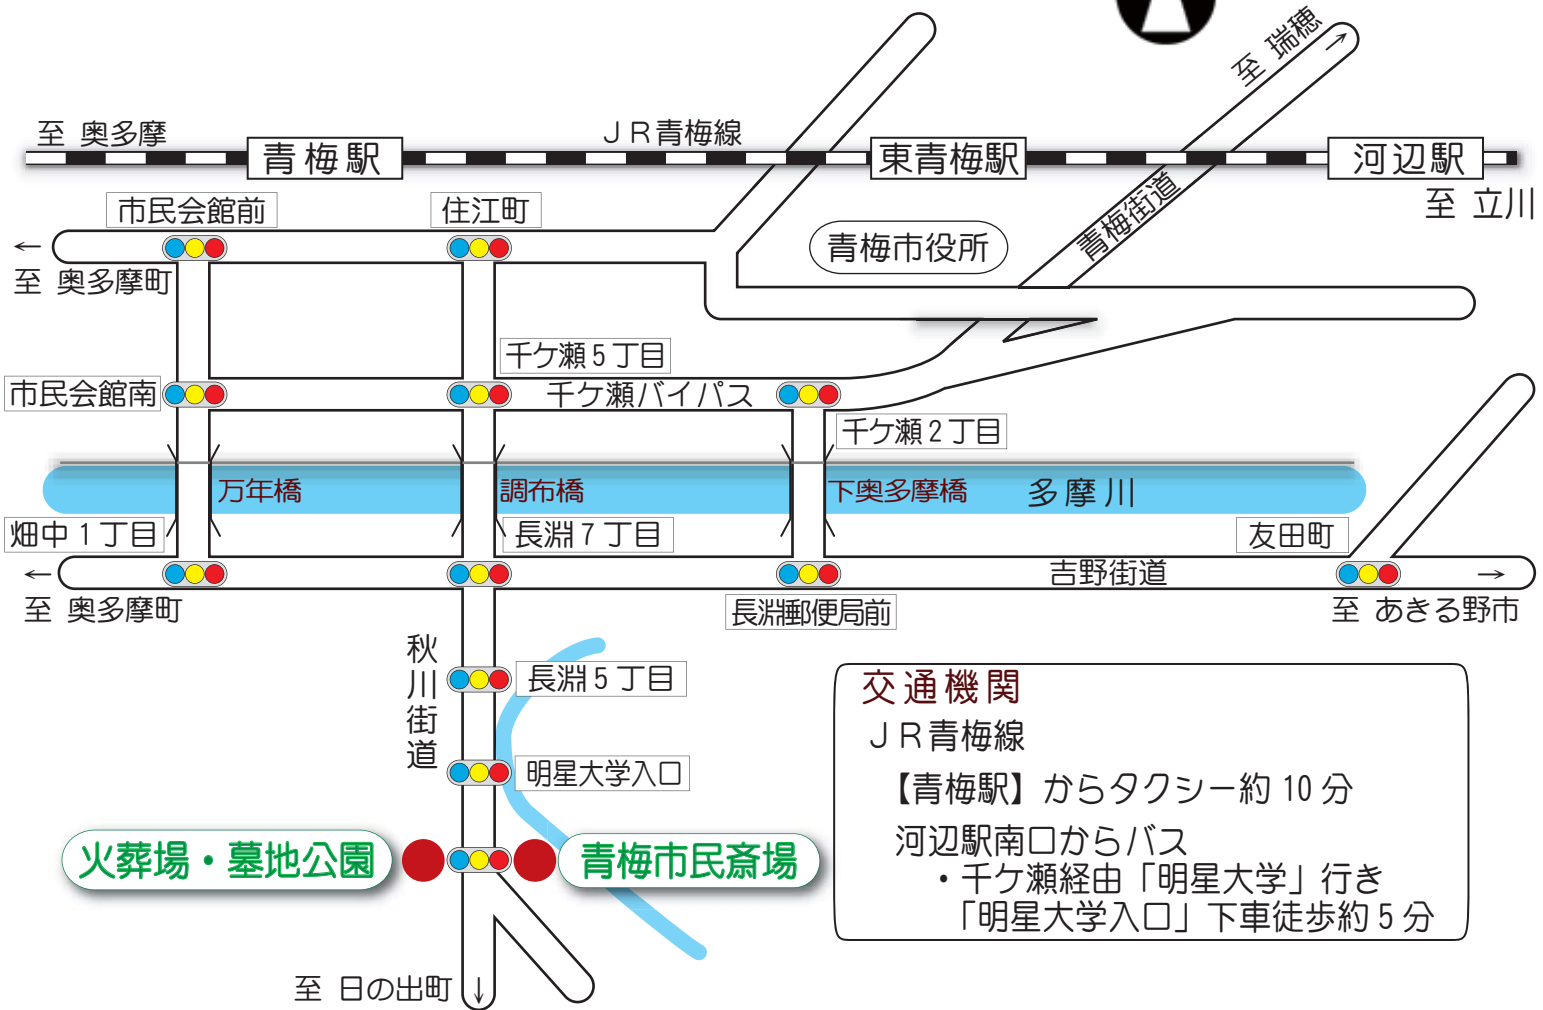 至 瑞穂
至 奥多摩
JR青梅線
青梅駅
東青梅駅
河辺駅
至 立川
市民会館前
住江町
青梅市役所
青梅街道
至 奥多摩町
千ケ瀬5丁目
市民会館南
千ケ瀬バイパス
千ケ瀬2丁目
万年橋
調布橋
下奥多摩橋
多摩川
畑中1丁目
長淵7丁目
友田町
吉野街道
至 奥多摩町
長淵郵便局前
至 あきる野市
秋川街道
長淵5丁目
明星大学入口
火葬場・墓地公園
青梅市民斎場
至 日の出町
交通機関
JR青梅線
【青梅駅】からタクシー約10分
河辺駅南口からバス
・千ケ瀬経由「明星大学」行き
「明星大学入口」下車徒歩約5分